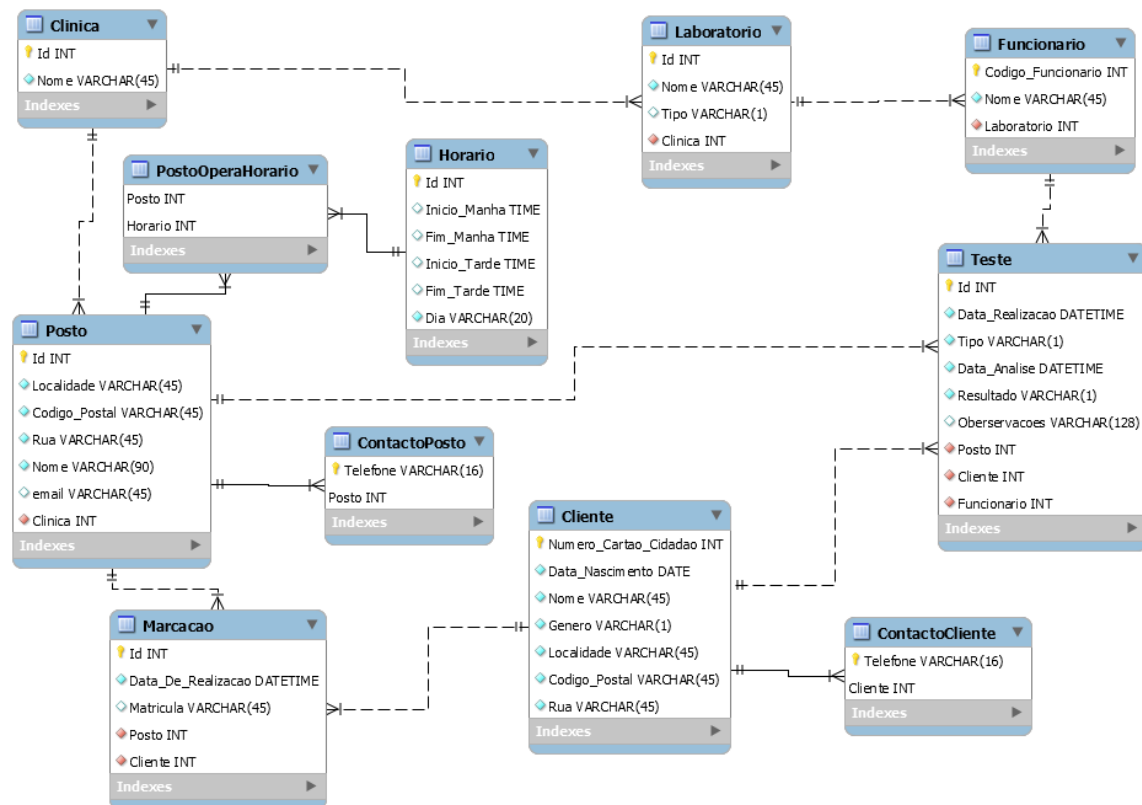 Clinica
Id INT
Nome VARCHAR(45)
Indexes
Laboratorio
Id INT
Nome VARCHAR(45)
Tipo VARCHAR(1)
Clinica INT
Indexes
Funcionario
Codigo_Funcionario INT
Nome VARCHAR(45)
Laboratorio INT
Indexes
PostoOperaHorario
Posto INT
Horario INT
Indexes
Horario
Id INT
Inicio_Manha TIME
Fim_Manha TIME
Inicio_Tarde TIME
Fim_Tarde TIME
Dia VARCHAR(20)
Indexes
Teste
Id INT
Data_Realizacao DATETIME
Tipo VARCHAR(1)
Data_Analise DATETIME
Resultado VARCHAR(1)
Oberservacoes VARCHAR(128)
Posto INT
Cliente INT
Funcionario INT
Indexes
Posto
Id INT
Localidade VARCHAR(45)
Codigo_Postal VARCHAR(45)
Rua VARCHAR(45)
Nome VARCHAR(90)
email VARCHAR(45)
Clinica INT
Indexes
ContactoPosto
Telefone VARCHAR(16)
Posto INT
Indexes
Cliente
Numero_Cartao_Cidadao INT
Data_Nascimento DATE
Nome VARCHAR(45)
Genero VARCHAR(1)
Localidade VARCHAR(45)
Codigo_Postal VARCHAR(45)
Rua VARCHAR(45)
Indexes
Marcacao
Id INT
Data_De_Realizacao DATETIME
Matricula VARCHAR(45)
Posto INT
Cliente INT
Indexes
ContactoCliente
Telefone VARCHAR(16)
Cliente INT
Indexes